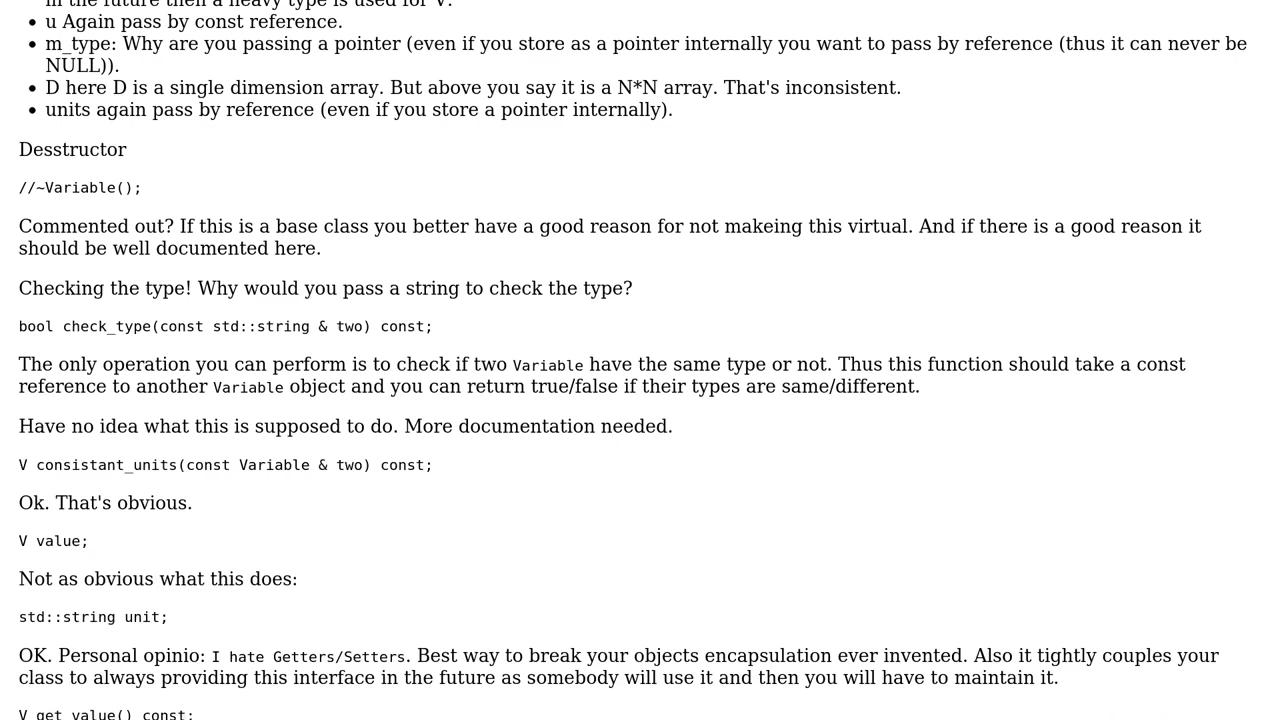 in the future then a heavy type is used for V.
• u Again pass by const reference.
• m_type: Why are you passing a pointer (even if you store as a pointer internally you want to pass by reference (thus it can never be
NULL)).
• D here D is a single dimension array. But above you say it is a N*N array. That's inconsistent.
• units again pass by reference (even if you store a pointer internally).
Desstructor
//~Variable();
Commented out? If this is a base class you better have a good reason for not makeing this virtual. And if there is a good reason it
should be well documented here.
Checking the type! Why would you pass a string to check the type?
bool check_type(const std::string & two) const;
The only operation you can perform is to check if two Variable have the same type or not. Thus this function should take a const
reference to another Variable object and you can return true/false if their types are same/different.
Have no idea what this is supposed to do. More documentation needed.
V consistant_units(const Variable & two) const;
Ok. That's obvious.
V value;
Not as obvious what this does:
std::string unit;
OK. Personal opinio: I hate Getters/Setters. Best way to break your objects encapsulation ever invented. Also it tightly couples your
class to always providing this interface in the future as somebody will use it and then you will have to maintain it.
V get_value() const;